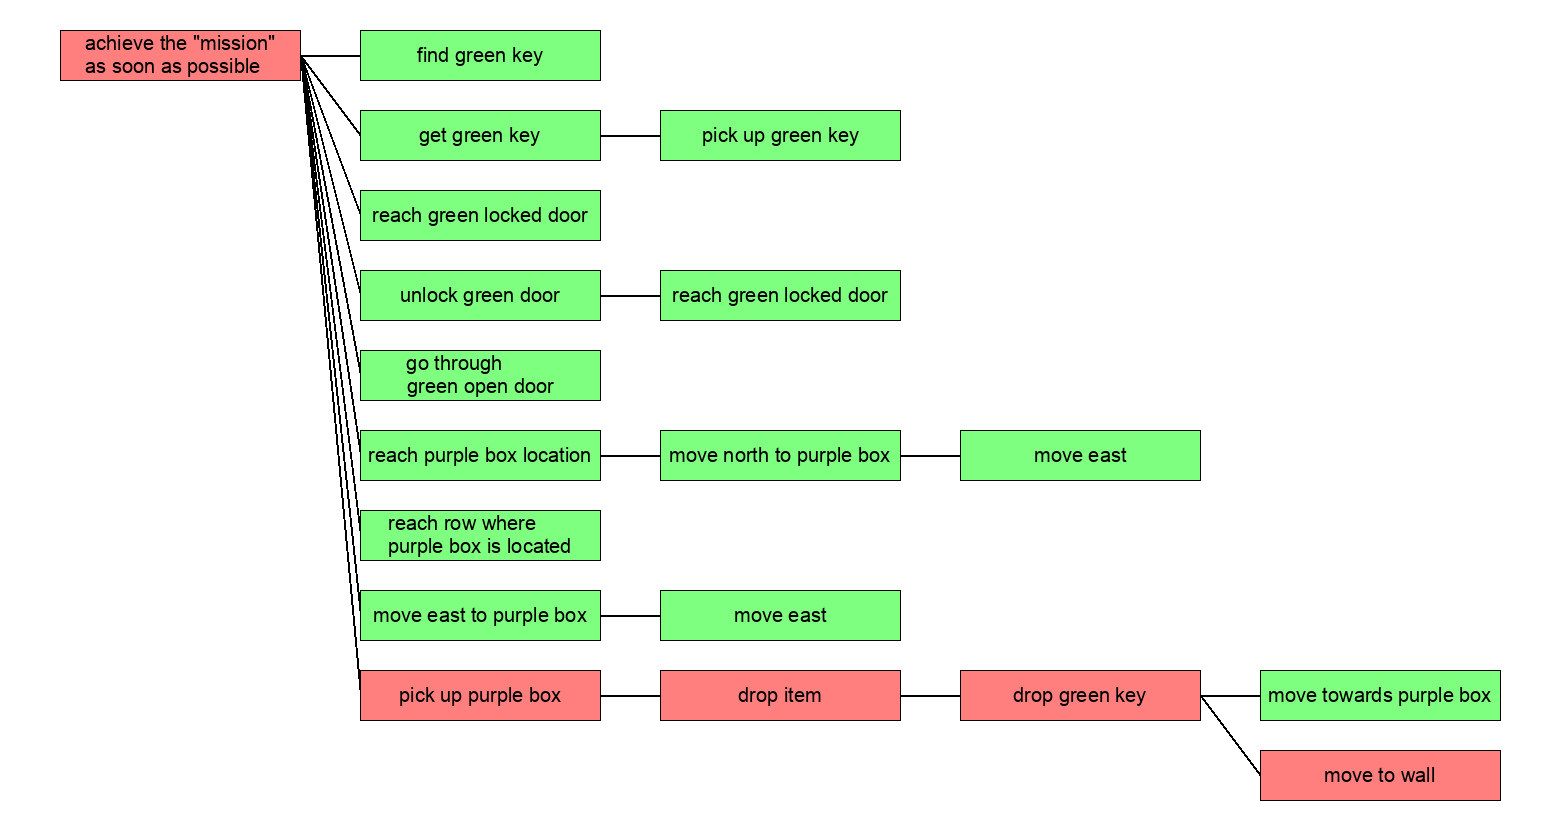 achieve the "mission"
as soon as possible
find green key
get green key
pick up green key
reach green locked door
unlock green door
reach green locked door
go through
green open door
reach purple box location
move north to purple box
move east
reach row where
purple box is located
move east to purple box
move east
pick up purple box
drop item
drop green key
move towards purple box
move to wall